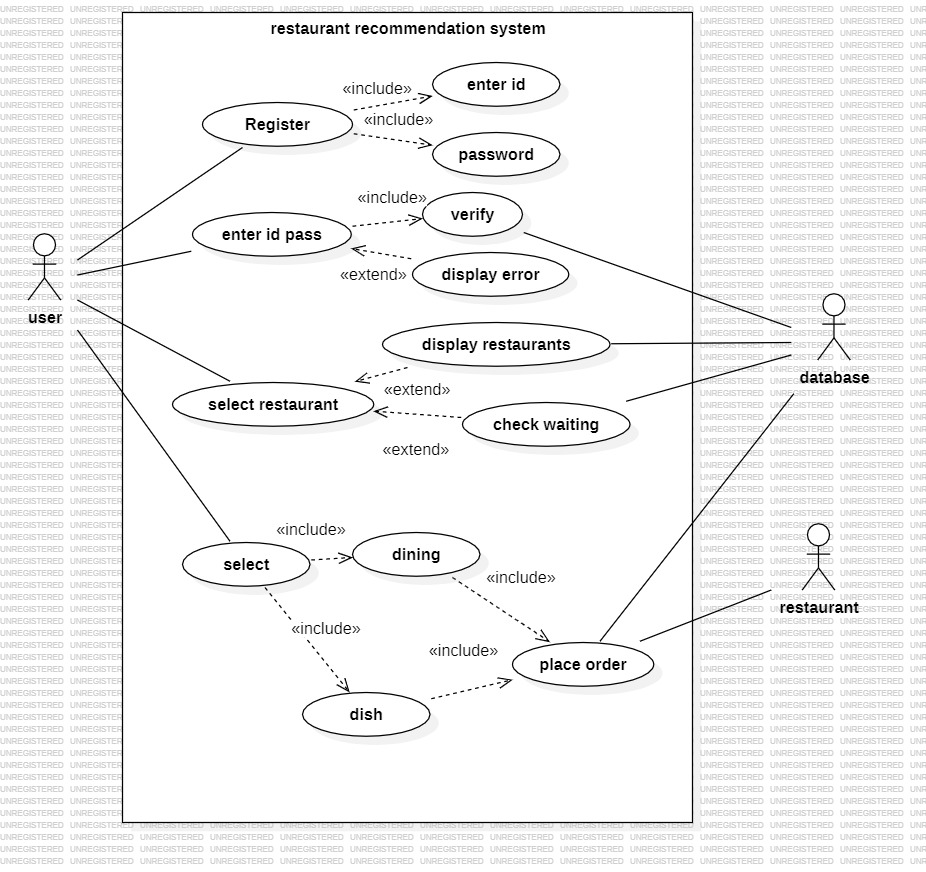 restaurant recommendation system
«include»
enter id
Register
«include»
password
«include»
verify
enter id pass
«extend»
display error
user
display restaurants
database
«extend»
select restaurant
check waiting
«extend»
«include»
dining
select
«include»
restaurant
«include»
«include»
place order
dish
UNREGISTERED